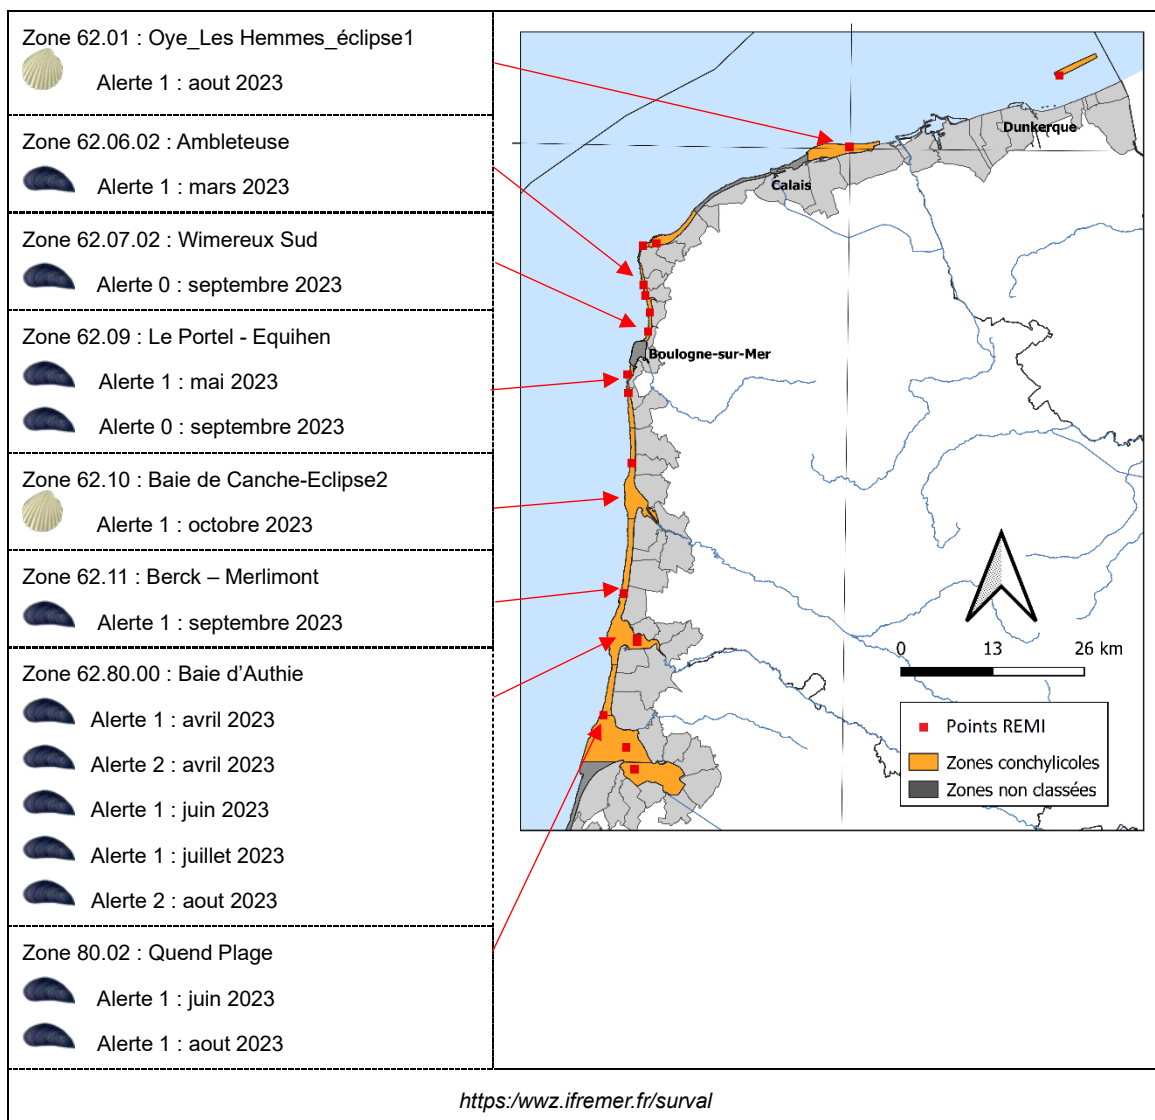 Zone 62.01 : Oye_Les Hemmes_éclipse1
Alerte 1 : aout 2023
Zone 62.06.02 : Ambleteuse
Alerte 1 : mars 2023
Zone 62.07.02 : Wimereux Sud
Alerte 0 : septembre 2023
Zone 62.09 : Le Portel - Equihen
Alerte 1 : mai 2023
Alerte 0 : septembre 2023
Zone 62.10 : Baie de Canche-Eclipse2
Alerte 1 : octobre 2023
Zone 62.11 : Berck – Merlimont
Alerte 1 : septembre 2023
Zone 62.80.00 : Baie d'Authie
Alerte 1 : avril 2023
Alerte 2 : avril 2023
Alerte 1 : juin 2023
Alerte 1 : juillet 2023
Alerte 2 : aout 2023
Zone 80.02 : Quend Plage
Alerte 1 : juin 2023
Alerte 1 : aout 2023
Dunkerque
Calais
Boulogne-sur-Mer
0 13 26 km
Points REMI
Zones conchylicoles
Zones non classées
https:/wwz.ifremer.fr/surval